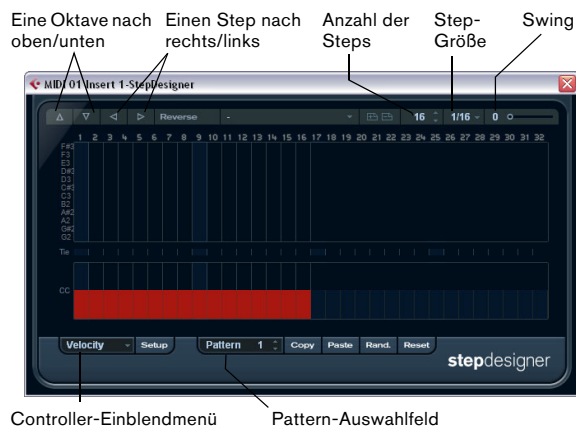 Eine Oktave nach oben/unten
Einen Step nach rechts/links
Anzahl der Steps
Step-Größe
Swing
MIDI 01 Insert 1-StepDesigner
Reverse - 16 1/16 0
1 2 3 4 5 6 7 8 9 10 11 12 13 14 15 16 17 18 19 20 21 22 23 24 25 26 27 28 29 30 31 32
F#3
F3
E3
D#3
D3
C#3
C3
B2
A#2
A2
G#2
G2
Tie
CC
Velocity Setup Pattern 1 Copy Paste Rand. Reset
stepdesigner
Controller-Einblendmenü
Pattern-Auswahlfeld